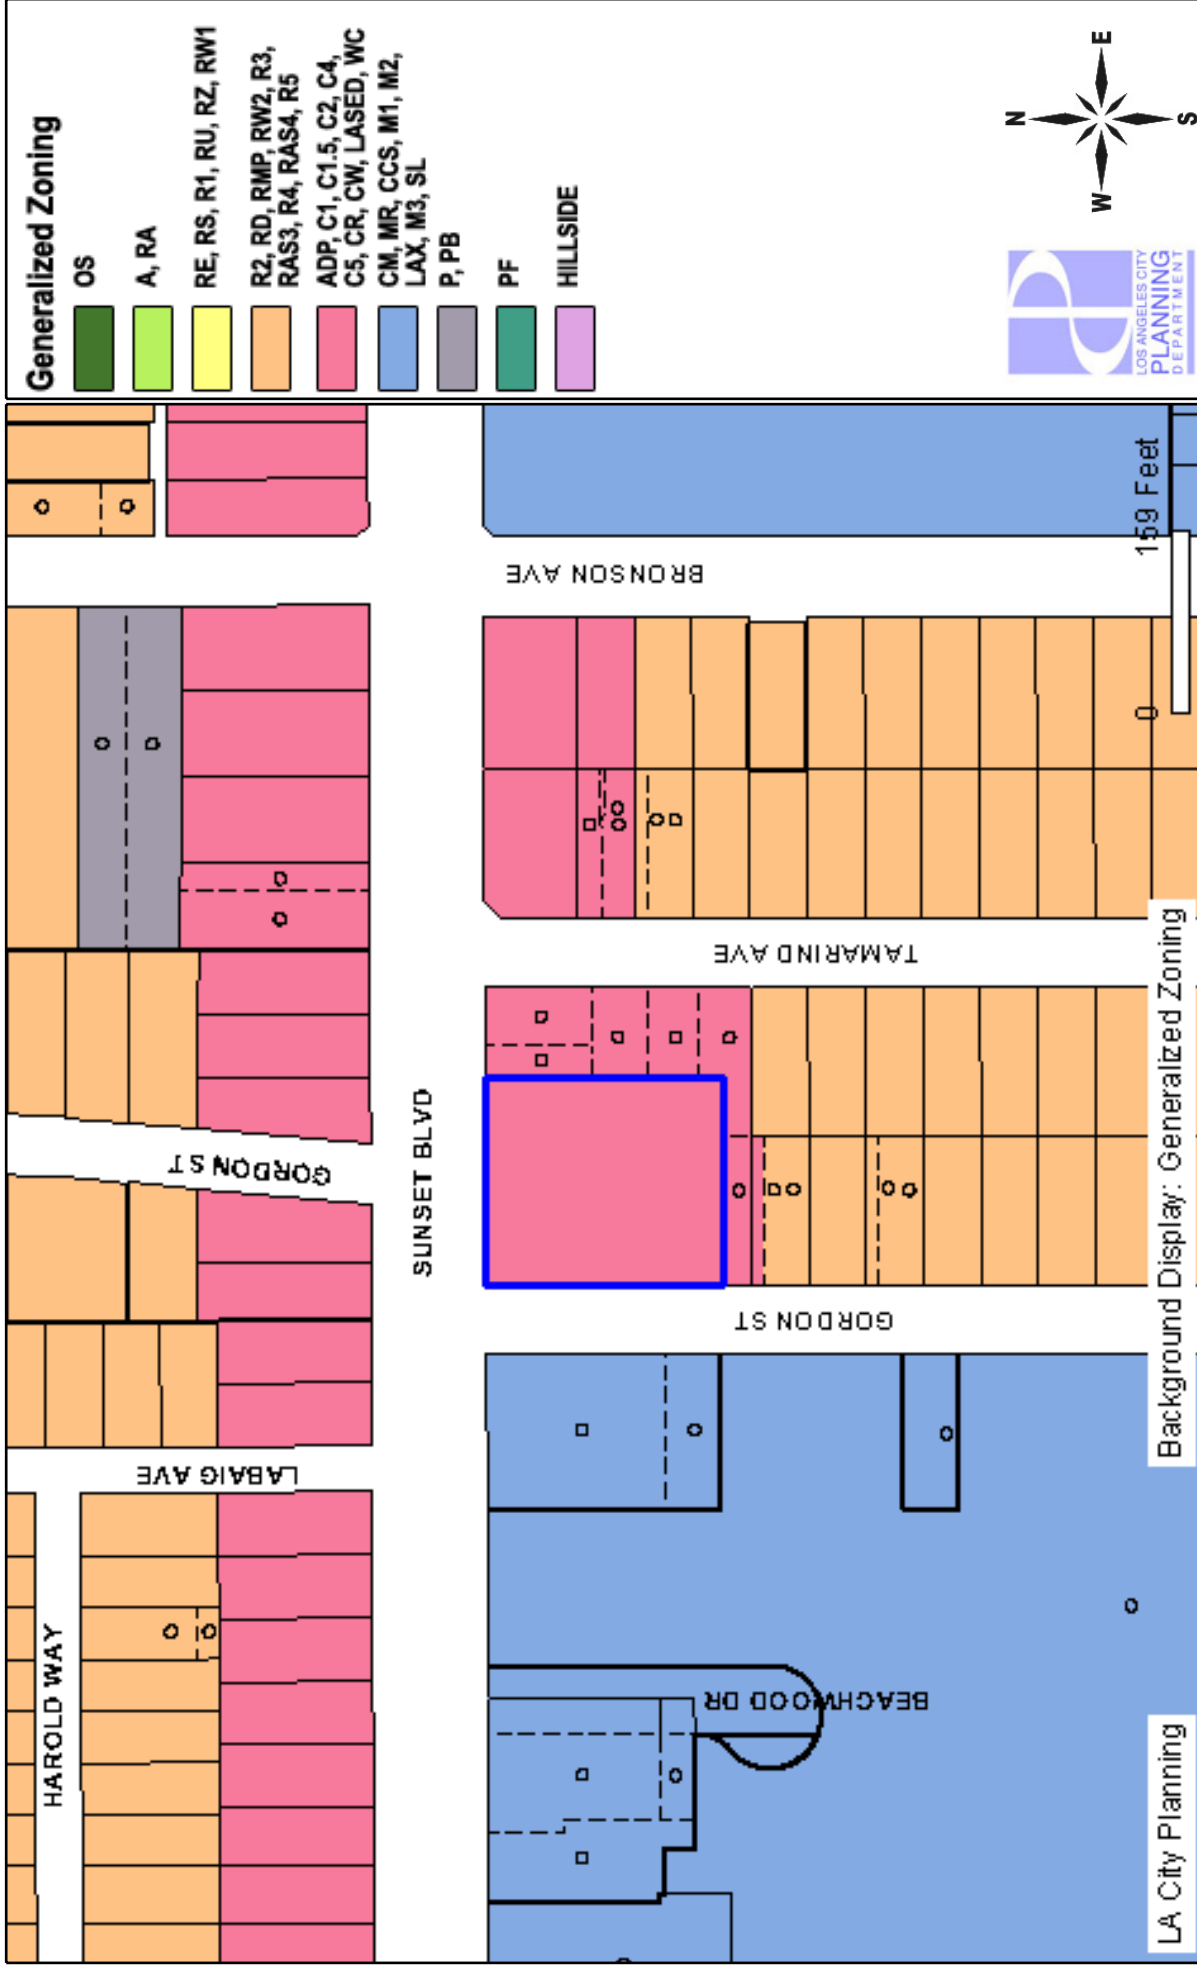 Generalized Zoning
OS
A, RA
RE, RS, R1, RU, RZ, RW1
R2, RD, RMP, RW2, R3,
RAS3, R4, RAS4, R5
ADP, C1, C1.5, C2, C4,
C5, CR, CW, LASED, WC
CM, MR, CCS, M1, M2,
LAX, M3, SL
P, PB
PF
HILLSIDE
N
W
E
S
LOS ANGELES CITY
PLANNING
DEPARTMENT
HAROLD WAY
LABAIG AVE
GORDON ST
SUNSET BLVD
BRONSON AVE
TAMARIND AVE
GORDON ST
BEACHWOOD DR
0
159 Feet
LA City Planning
Background Display: Generalized Zoning